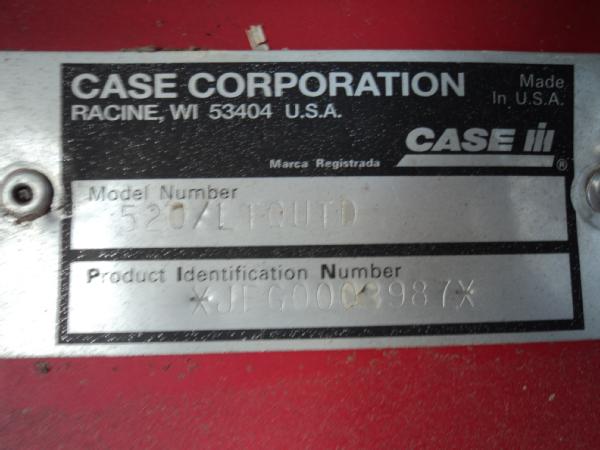 CASE CORPORATION
RACINE, WI 53404 U.S.A.
Made
In U.S.A.
CASE IH
Marca Registrada
®
Model Number
Product Identification Number